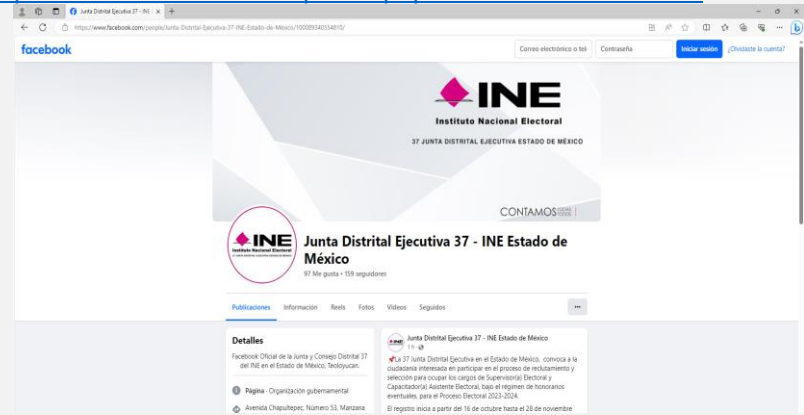 Junta Distrital Ejecutiva 37 - INE
https://www.facebook.com/people/Junta-Distrital-Ejecutiva-37-INE-Estado-de-México/100089340534810/
facebook
Correo electrónico o tel
Contraseña
Iniciar sesión
¿Olvidaste la cuenta?
INE
Instituto Nacional Electoral
37 JUNTA DISTRITAL EJECUTIVA ESTADO DE MÉXICO
CONTAMOS
INE
Instituto Nacional Electoral
Junta Distrital Ejecutiva 37 - INE Estado de
México
97 Me gusta • 159 seguidores
Publicaciones Información Reels Fotos Videos Seguidos
Detalles
Facebook Oficial de la Junta y Consejo Distrital 37
del INE en el Estado de México, Teoloyucan.
Página · Organización gubernamental
Avenida Chapultepec, Número 53, Manzana
Junta Distrital Ejecutiva 37 - INE Estado de México
1 h
La 37 Junta Distrital Ejecutiva en el Estado de México, convoca a la
ciudadanía interesada en participar en el proceso de reclutamiento y
selección para ocupar los cargos de Supervisor(a) Electoral y
Capacitador(a) Asistente Electoral, bajo el régimen de honorarios
eventuales, para el Proceso Electoral 2023-2024.
El registro inicia a partir del 16 de octubre hasta el 28 de noviembre